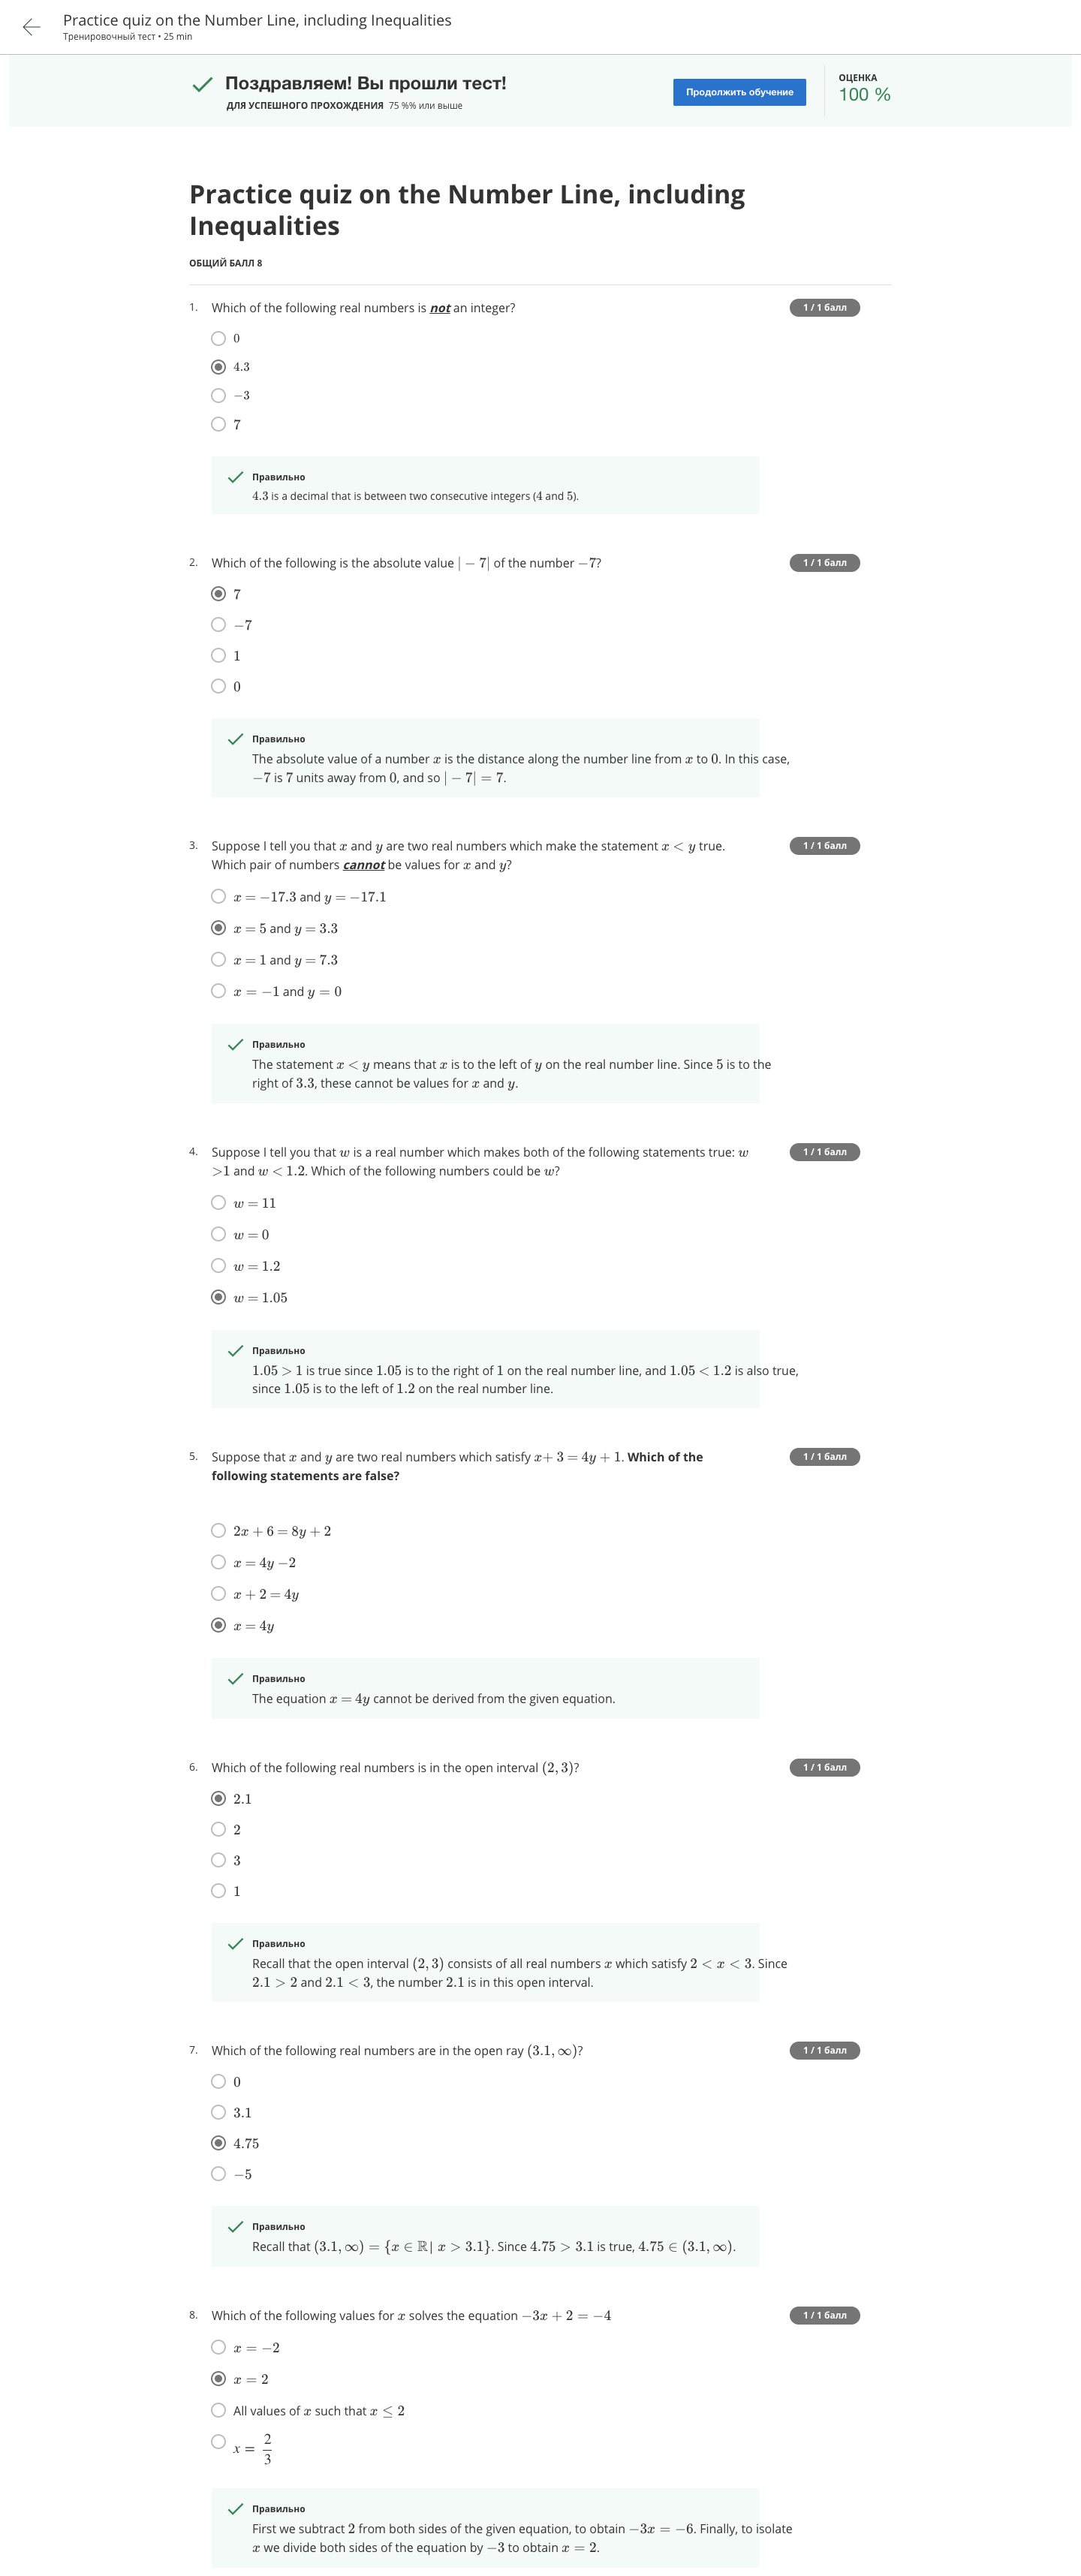 Practice quiz on the Number Line, including Inequalities
Тренировочный тест • 25 min
Поздравляем! Вы прошли тест!
ДЛЯ УСПЕШНОГО ПРОХОЖДЕНИЯ 75 %% или выше
Продолжить обучение
ОЦЕНКА
100 %
Practice quiz on the Number Line, including
Inequalities
ОБЩИЙ БАЛЛ 8
1. Which of the following real numbers is not an integer?
1 / 1 балл
0
4.3
−3
7
Правильно
4.3 is a decimal that is between two consecutive integers (4 and 5).
2. Which of the following is the absolute value | − 7| of the number −7?
1 / 1 балл
7
−7
1
0
Правильно
The absolute value of a number x is the distance along the number line from x to 0. In this case,
−7 is 7 units away from 0, and so | − 7| = 7.
3. Suppose I tell you that x and y are two real numbers which make the statement x < y true.
1 / 1 балл
Which pair of numbers cannot be values for x and y?
x = −17.3 and y = −17.1
x = 5 and y = 3.3
x = 1 and y = 7.3
x = −1 and y = 0
Правильно
The statement x < y means that x is to the left of y on the real number line. Since 5 is to the
right of 3.3, these cannot be values for x and y.
4. Suppose I tell you that w is a real number which makes both of the following statements true: w
1 / 1 балл
>1 and w < 1.2. Which of the following numbers could be w?
w = 11
w = 0
w = 1.2
w = 1.05
Правильно
1.05 > 1 is true since 1.05 is to the right of 1 on the real number line, and 1.05 < 1.2 is also true,
since 1.05 is to the left of 1.2 on the real number line.
5. Suppose that x and y are two real numbers which satisfy x+ 3 = 4y + 1. Which of the
1 / 1 балл
following statements are false?
2x + 6 = 8y + 2
x = 4y −2
x + 2 = 4y
x = 4y
Правильно
The equation x = 4y cannot be derived from the given equation.
6. Which of the following real numbers is in the open interval (2, 3)?
1 / 1 балл
2.1
2
3
1
Правильно
Recall that the open interval (2, 3) consists of all real numbers x which satisfy 2 < x < 3. Since
2.1 > 2 and 2.1 < 3, the number 2.1 is in this open interval.
7. Which of the following real numbers are in the open ray (3.1, ∞)?
1 / 1 балл
0
3.1
4.75
−5
Правильно
Recall that (3.1, ∞) = {x ∈ ℝ| x > 3.1}. Since 4.75 > 3.1 is true, 4.75 ∈ (3.1, ∞).
8. Which of the following values for x solves the equation −3x + 2 = −4
1 / 1 балл
x = −2
x = 2
All values of x such that x ≤ 2
x = 2/3
Правильно
First we subtract 2 from both sides of the given equation, to obtain −3x = −6. Finally, to isolate
x we divide both sides of the equation by −3 to obtain x = 2.